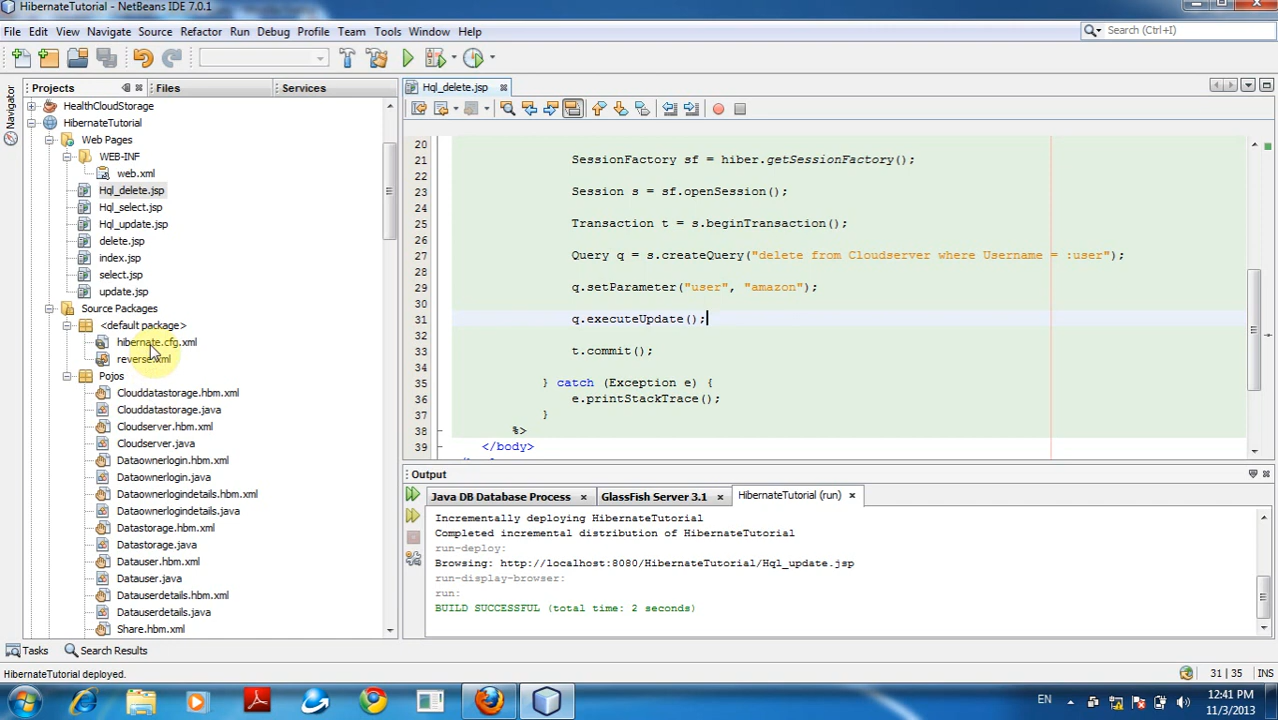 HibernateTutorial - NetBeans IDE 7.0.1
File Edit View Navigate Source Refactor Run Debug Profile Team Tools Window Help
Search (Ctrl+I)
Projects
Files
Services
Navigator
HealthCloudStorage
HibernateTutorial
Web Pages
WEB-INF
web.xml
Hql_delete.jsp
Hql_select.jsp
Hql_update.jsp
delete.jsp
index.jsp
select.jsp
update.jsp
Source Packages
<default package>
hibernate.cfg.xml
reverse.xml
Pojos
Clouddatastorage.hbm.xml
Clouddatastorage.java
Cloudserver.hbm.xml
Cloudserver.java
Dataownerlogin.hbm.xml
Dataownerlogin.java
Dataownerlogindetails.hbm.xml
Dataownerlogindetails.java
Datastorage.hbm.xml
Datastorage.java
Datauser.hbm.xml
Datauser.java
Datauserdetails.hbm.xml
Datauserdetails.java
Share.hbm.xml
Hql_delete.jsp
20
21 SessionFactory sf = hiber.getSessionFactory();
22
23 Session s = sf.openSession();
24
25 Transaction t = s.beginTransaction();
26
27 Query q = s.createQuery("delete from Cloudserver where Username = :user");
28
29 q.setParameter("user", "amazon");
30
31 q.executeUpdate();
32
33 t.commit();
34
35 } catch (Exception e) {
36 e.printStackTrace();
37 }
38 %>
39 </body>
Output
Java DB Database Process
GlassFish Server 3.1
HibernateTutorial (run)
Incrementally deploying HibernateTutorial
Completed incremental distribution of HibernateTutorial
run-deploy:
Browsing: http://localhost:8080/HibernateTutorial/Hql_update.jsp
run-display-browser:
run:
BUILD SUCCESSFUL (total time: 2 seconds)
Tasks
Search Results
HibernateTutorial deployed.
31 | 35
INS
EN
12:41 PM
11/3/2013